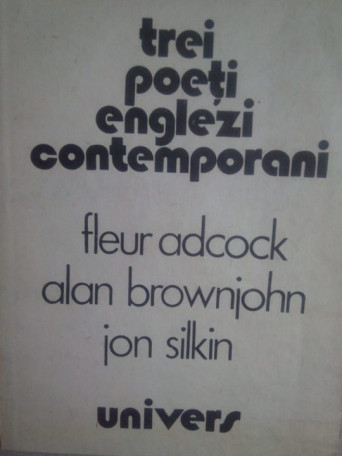 trei
poeți
englezi
contemporani
fleur adcock
alan brownjohn
jon silkin
univers